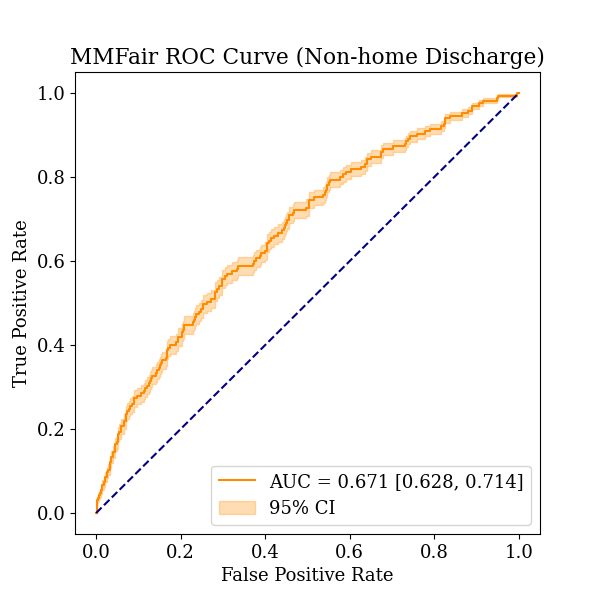 MMFair ROC Curve (Non-home Discharge)
True Positive Rate
1.0
0.8
0.6
0.4
0.2
0.0
AUC = 0.671 [0.628, 0.714]
95% CI
0.0 0.2 0.4 0.6 0.8 1.0
False Positive Rate